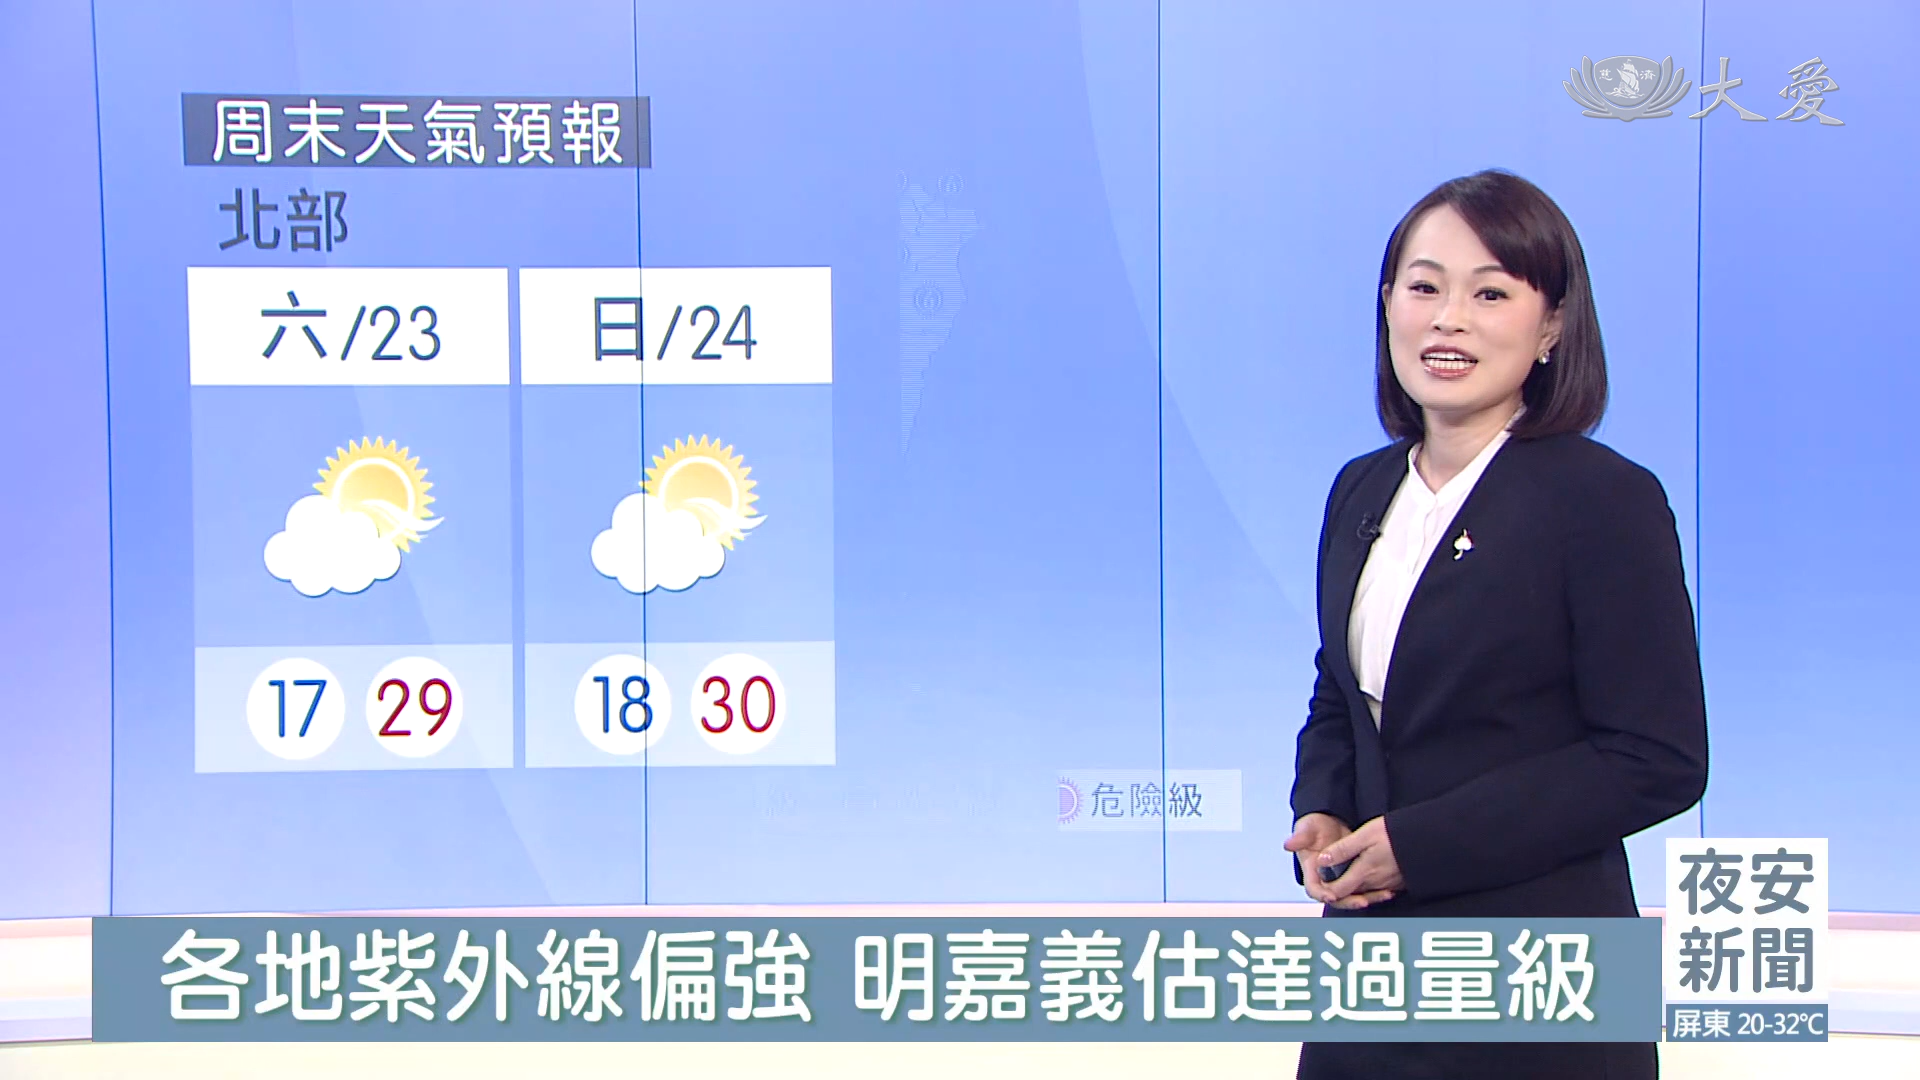 慈 濟
大愛
周末天氣預報
北部
六/23
日/24
17 29
18 30
危險級
各地紫外線偏強 明嘉義估達過量級
夜安
新聞
屏東 20-32°C